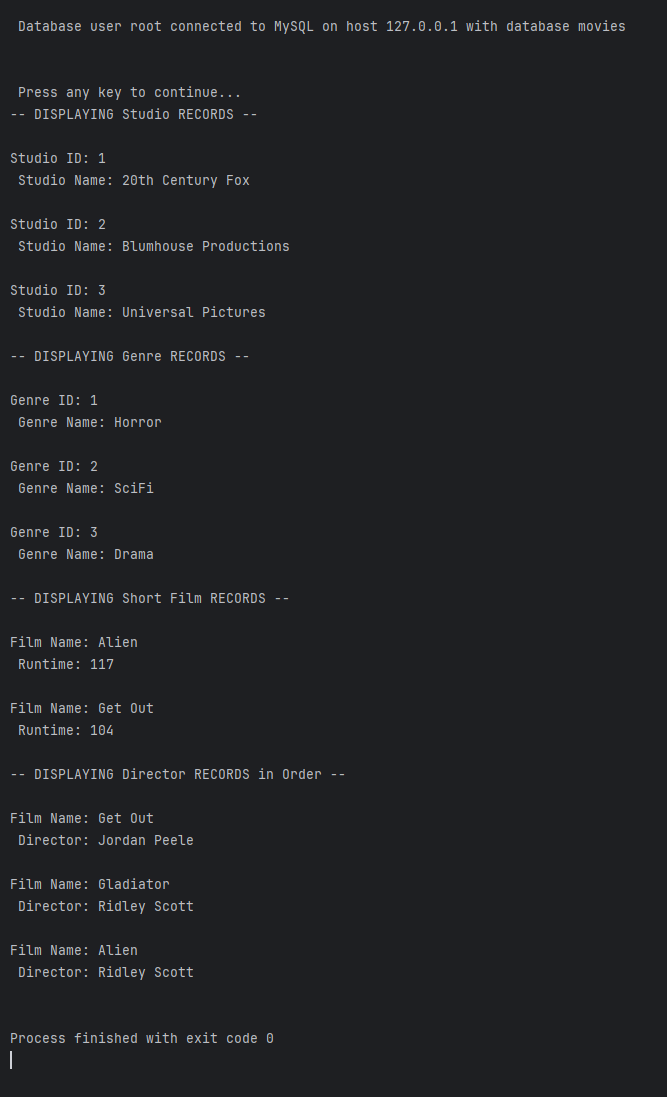 Database user root connected to MySQL on host 127.0.0.1 with database movies
Press any key to continue...
-- DISPLAYING Studio RECORDS --
Studio ID: 1
Studio Name: 20th Century Fox
Studio ID: 2
Studio Name: Blumhouse Productions
Studio ID: 3
Studio Name: Universal Pictures
-- DISPLAYING Genre RECORDS --
Genre ID: 1
Genre Name: Horror
Genre ID: 2
Genre Name: SciFi
Genre ID: 3
Genre Name: Drama
-- DISPLAYING Short Film RECORDS --
Film Name: Alien
Runtime: 117
Film Name: Get Out
Runtime: 104
-- DISPLAYING Director RECORDS in Order --
Film Name: Get Out
Director: Jordan Peele
Film Name: Gladiator
Director: Ridley Scott
Film Name: Alien
Director: Ridley Scott
Process finished with exit code 0